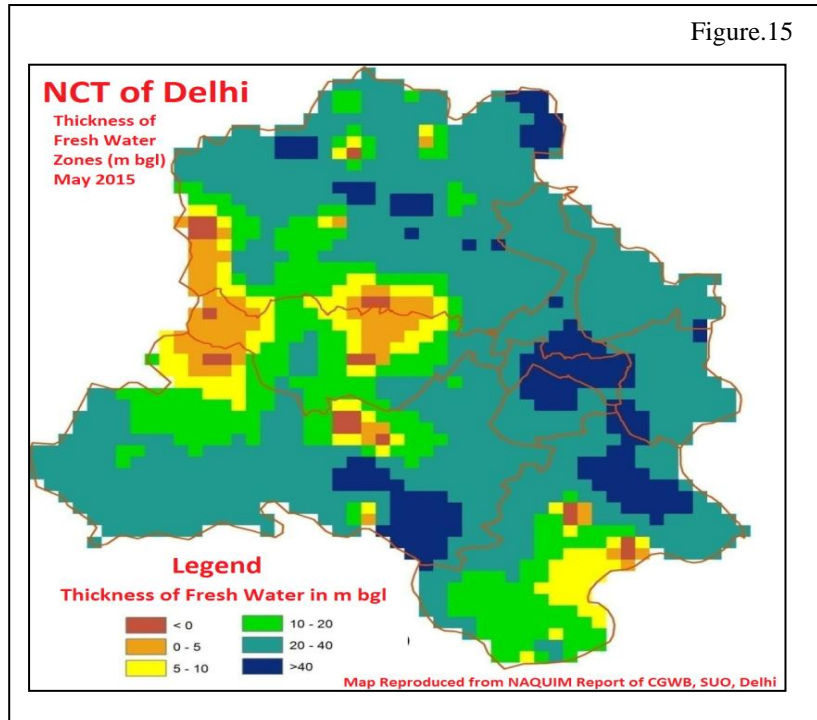 Figure.15
NCT of Delhi
Thickness of
Fresh Water
Zones (m bgl)
May 2015
Legend
Thickness of Fresh Water in m bgl
< 0
10 - 20
0 - 5
20 - 40
5 - 10
>40
Map Reproduced from NAQUIM Report of CGWB, SUO, Delhi